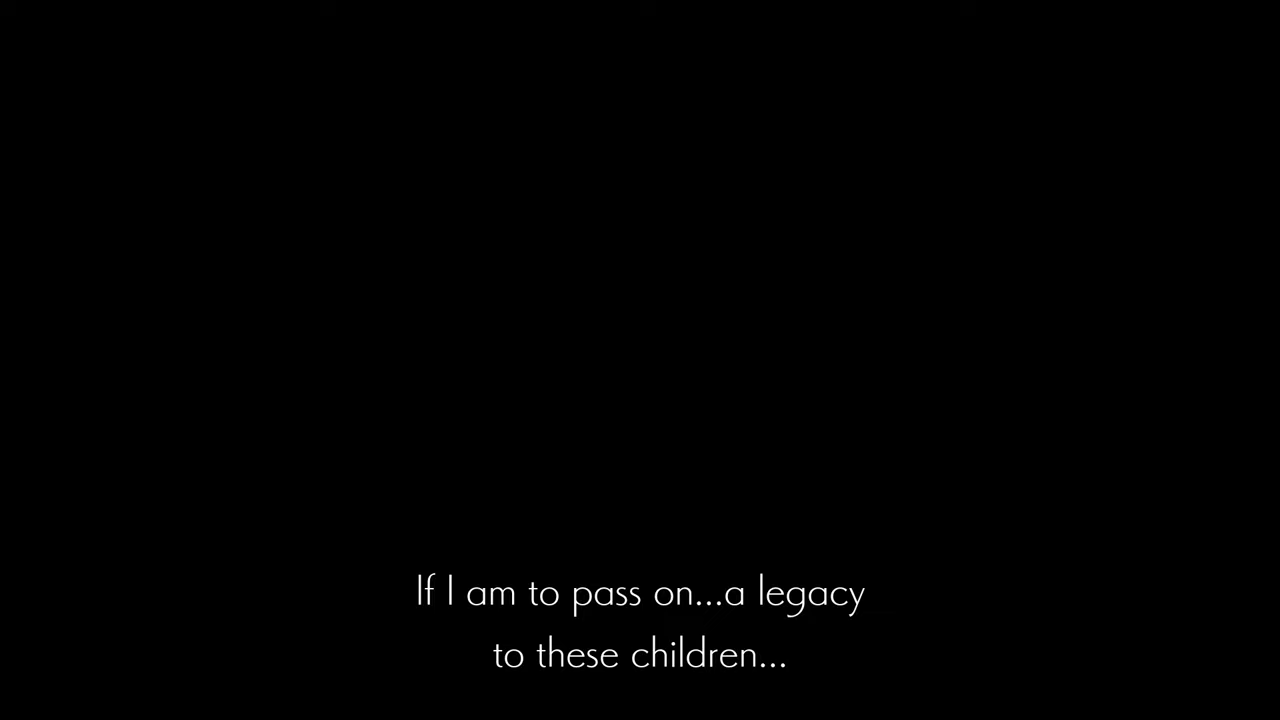 If I am to pass on...a legacy
to these children...